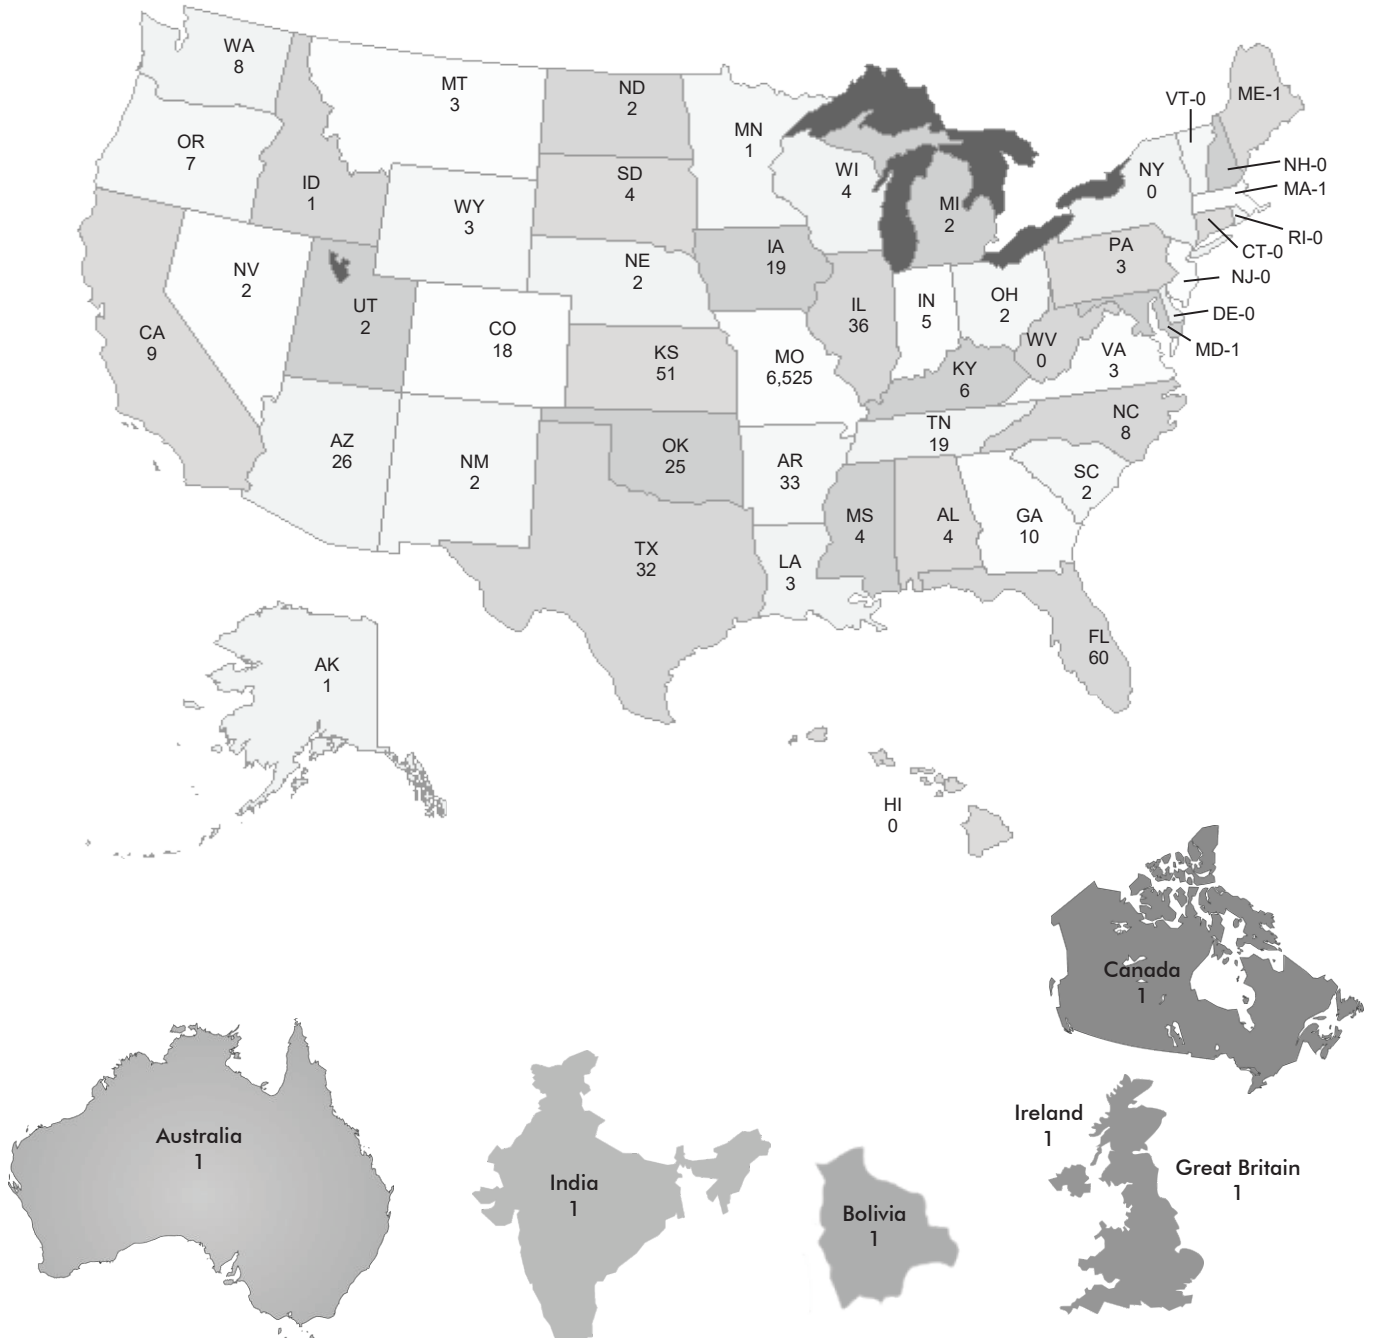 WA
8
MT
3
ND
2
MN
1
VT-0
ME-1
OR
7
ID
1
SD
4
WI
4
MI
2
NY
0
NH-0
MA-1
WY
3
RI-0
CT-0
NJ-0
NV
2
UT
2
NE
2
IA
19
IL
36
IN
5
OH
2
PA
3
DE-0
MD-1
CA
9
CO
18
KS
51
MO
6,525
KY
6
WV
0
VA
3
AZ
26
NM
2
OK
25
AR
33
TN
19
NC
8
SC
2
TX
32
LA
3
MS
4
AL
4
GA
10
FL
60
AK
1
HI
0
Canada
1
Australia
1
India
1
Bolivia
1
Ireland
1
Great Britain
1